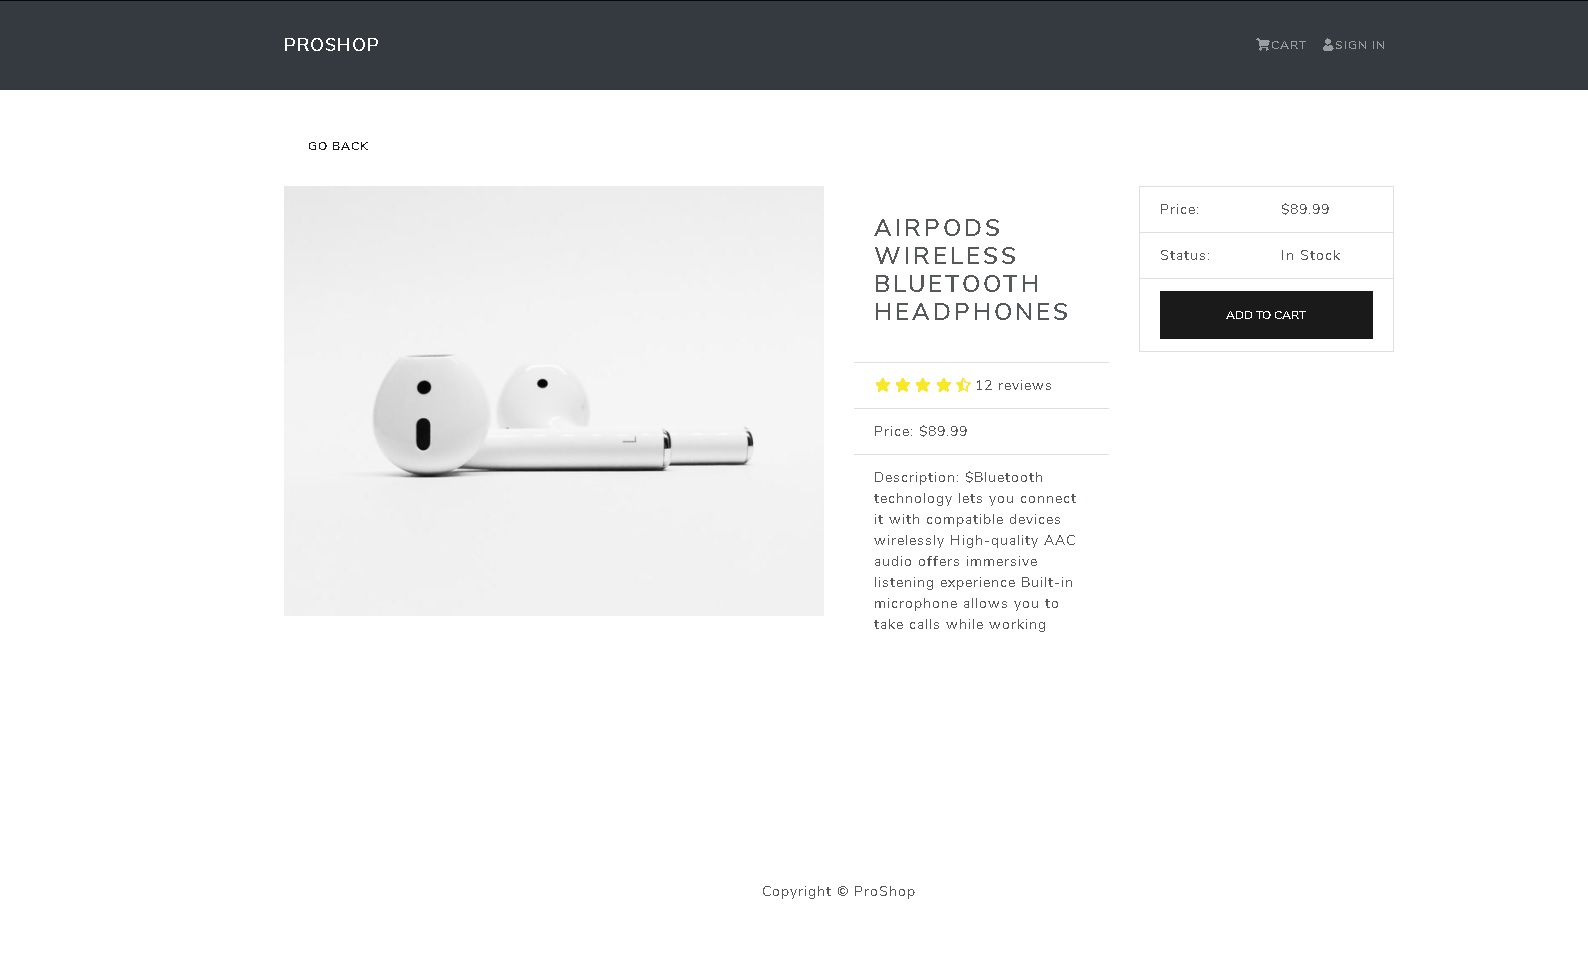 PROSHOP
CART
SIGN IN
GO BACK
AIRPODS
WIRELESS
BLUETOOTH
HEADPHONES
12 reviews
Price: $89.99
Description: $Bluetooth
technology lets you connect
it with compatible devices
wirelessly High-quality AAC
audio offers immersive
listening experience Built-in
microphone allows you to
take calls while working
Price: $89.99
Status: In Stock
ADD TO CART
Copyright © ProShop